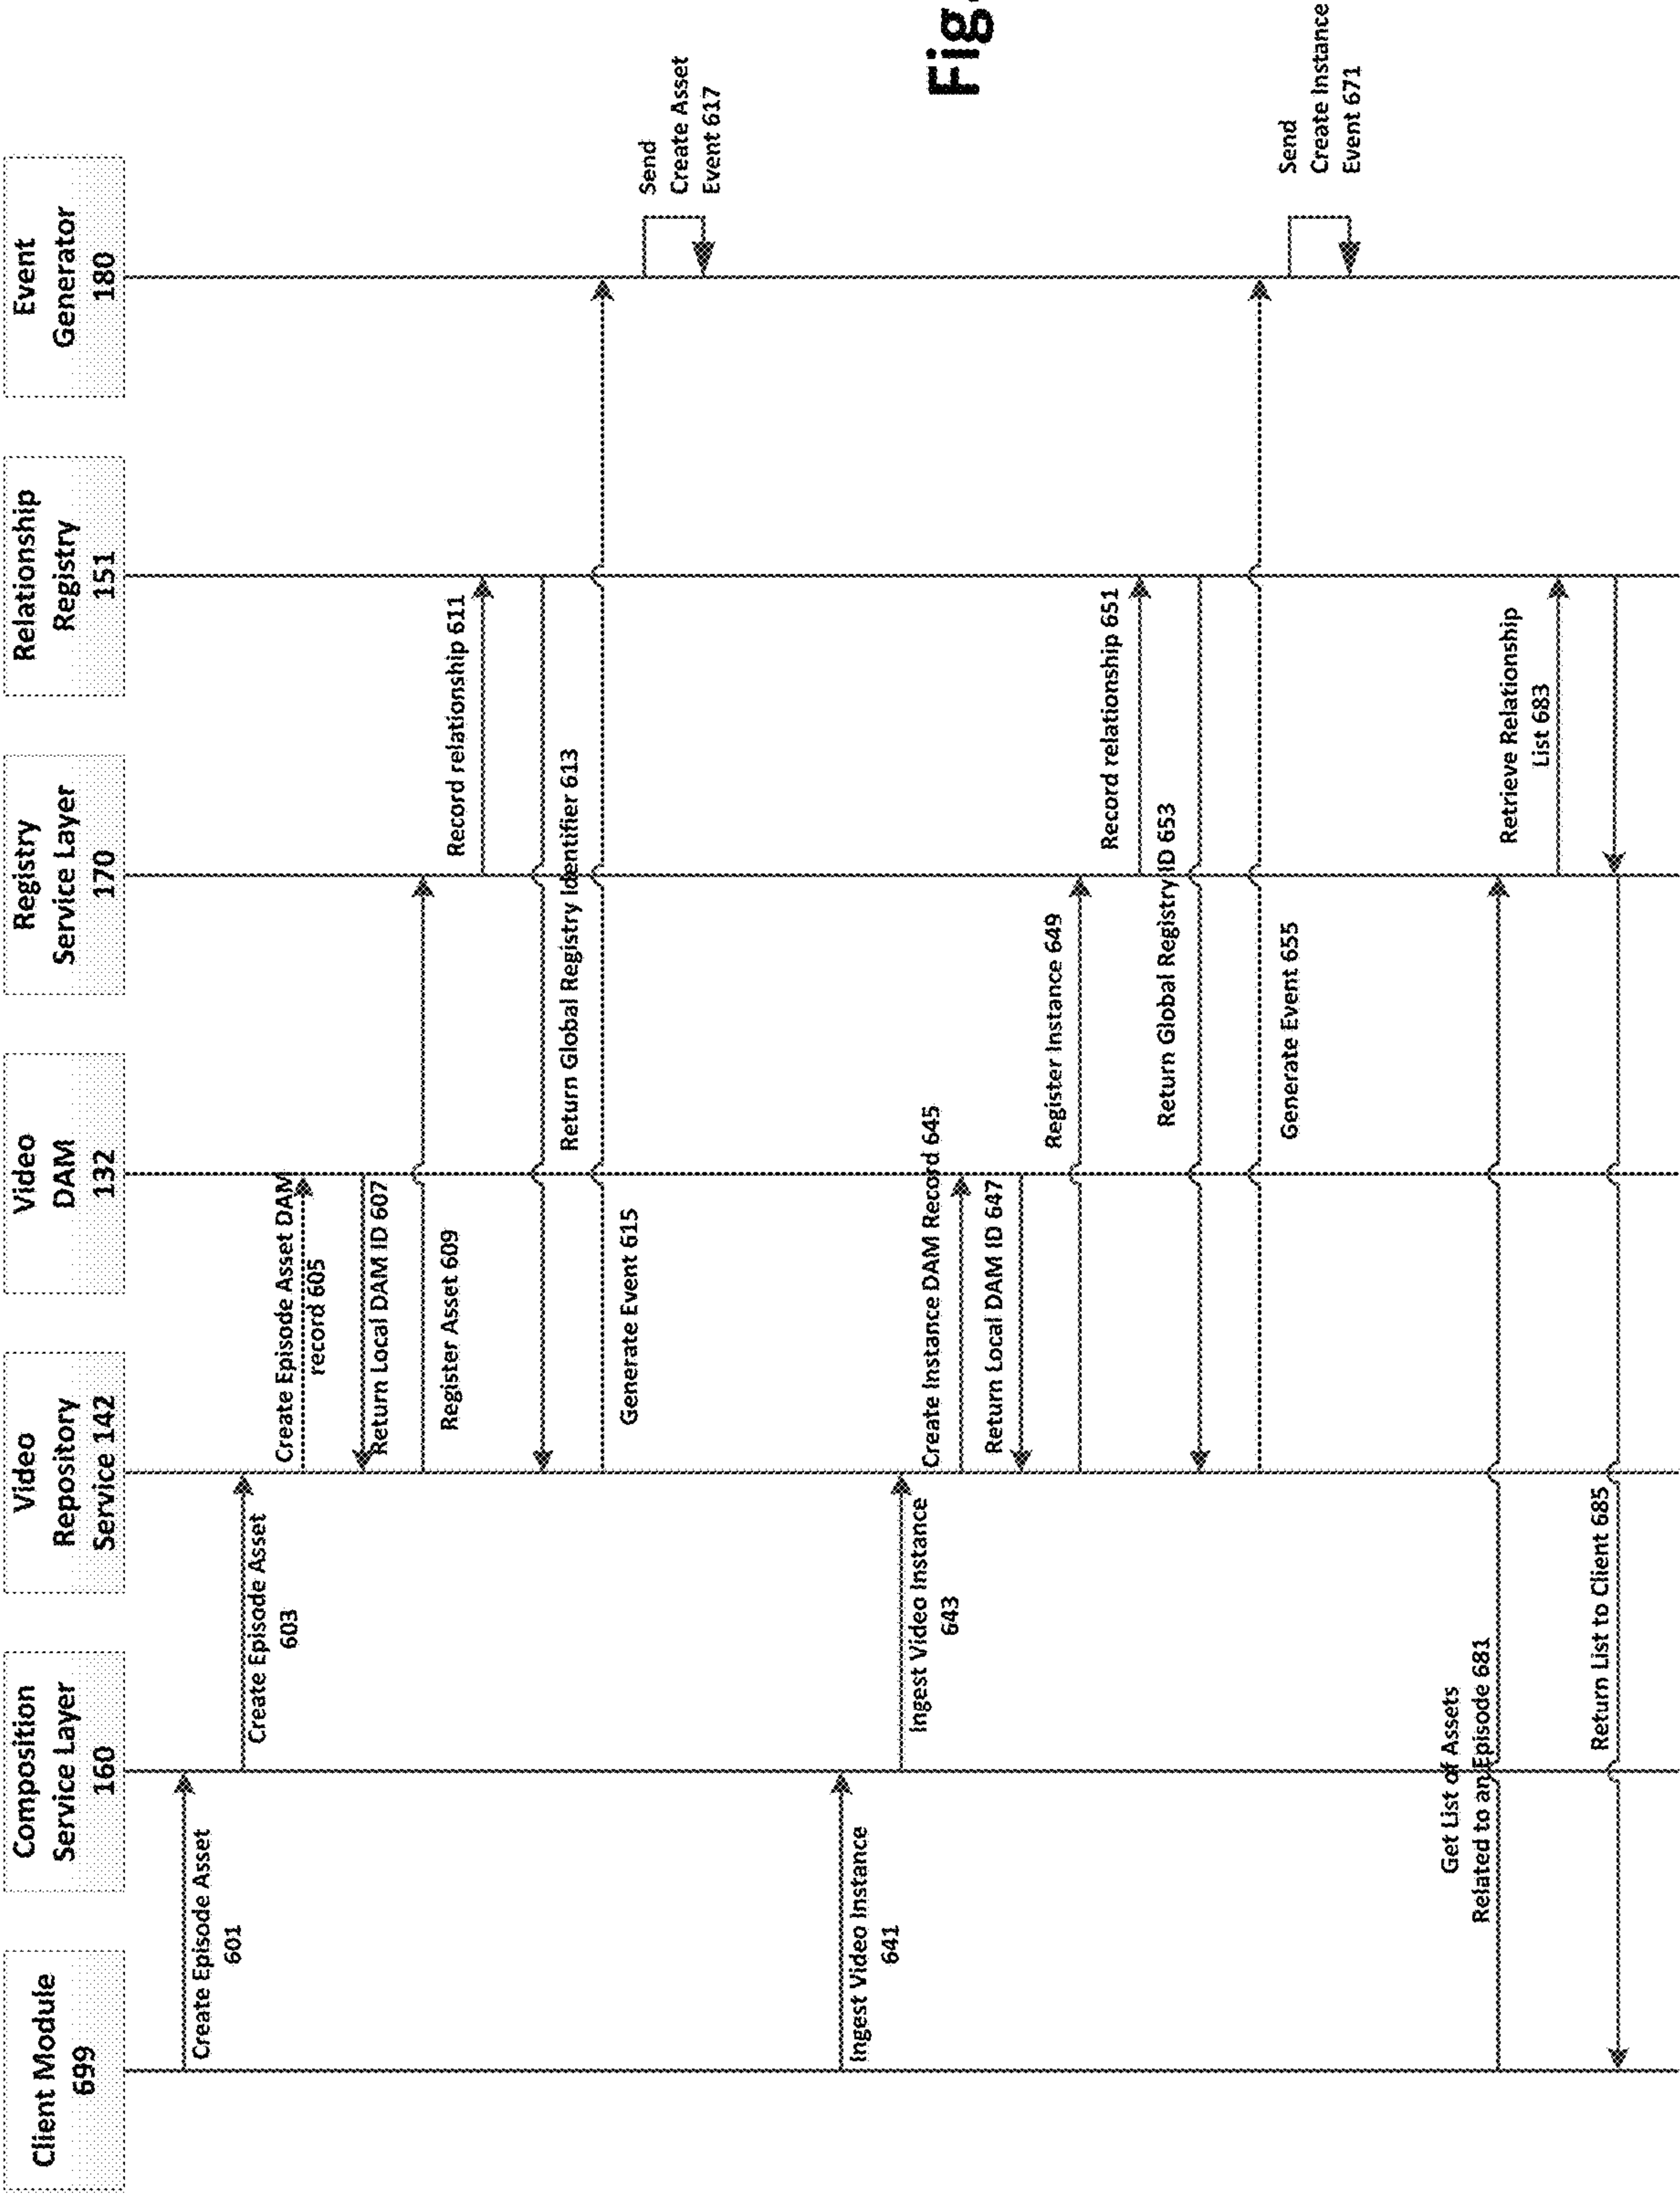 Client Module
699
Composition
Service Layer
160
Video
Repository
Service 142
Video
DAM
132
Registry
Service Layer
170
Relationship
Registry
151
Event
Generator
180
Create Episode Asset
601
Create Episode Asset
603
Create Episode Asset DAM
record 605
Return Local DAM ID 607
Register Asset 609
Record relationship 611
Return Global Registry Identifier 613
Generate Event 615
Send
Create Asset
Event 617
Ingest Video Instance
641
Ingest Video Instance
643
Create Instance DAM Record 645
Return Local DAM ID 647
Register Instance 649
Record relationship 651
Return Global Registry ID 653
Generate Event 655
Send
Create Instance
Event 671
Get List of Assets
Related to an Episode 681
Retrieve Relationship
List 683
Return List to Client 685
Fig.